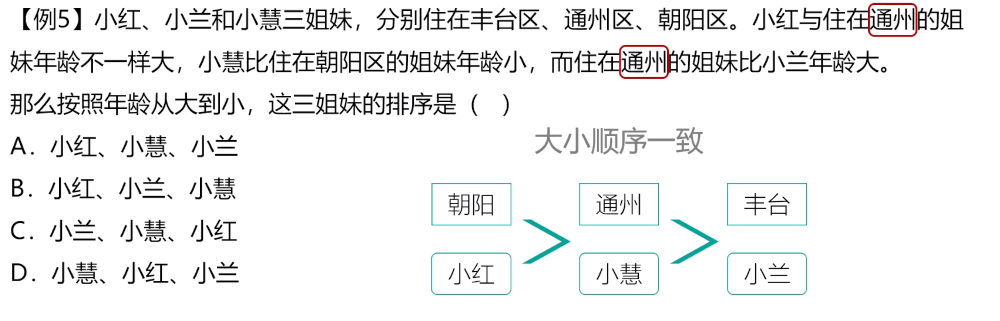 【例5】小红、小兰和小慧三姐妹，分别住在丰台区、通州区、朝阳区。小红与住在通州的姐
妹年龄不一样大，小慧比住在朝阳区的姐妹年龄小，而住在通州的姐妹比小兰年龄大。
那么按照年龄从大到小，这三姐妹的排序是（  ）
A．小红、小慧、小兰
B．小红、小兰、小慧
C．小兰、小慧、小红
D．小慧、小红、小兰
大小顺序一致
朝阳 通州 丰台
小红 小慧 小兰